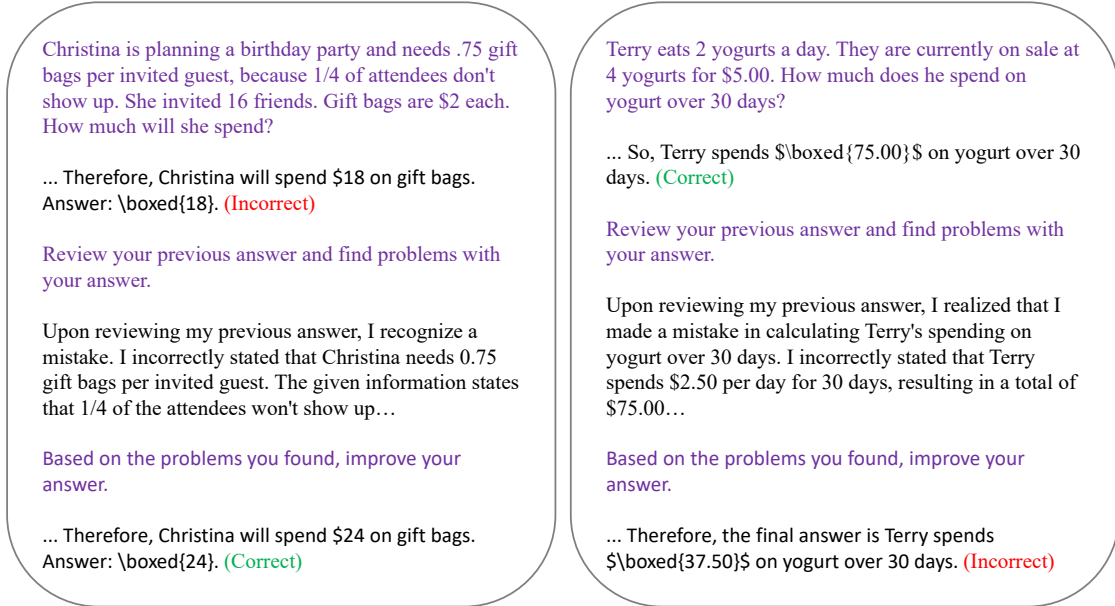 Christina is planning a birthday party and needs .75 gift
bags per invited guest, because 1/4 of attendees don't
show up. She invited 16 friends. Gift bags are $2 each.
How much will she spend?
... Therefore, Christina will spend $18 on gift bags.
Answer: \boxed{18}. (Incorrect)
Review your previous answer and find problems with
your answer.
Upon reviewing my previous answer, I recognize a
mistake. I incorrectly stated that Christina needs 0.75
gift bags per invited guest. The given information states
that 1/4 of the attendees won't show up…
Based on the problems you found, improve your
answer.
... Therefore, Christina will spend $24 on gift bags.
Answer: \boxed{24}. (Correct)
Terry eats 2 yogurts a day. They are currently on sale at
4 yogurts for $5.00. How much does he spend on
yogurt over 30 days?
... So, Terry spends $\boxed{75.00}$ on yogurt over 30
days. (Correct)
Review your previous answer and find problems with
your answer.
Upon reviewing my previous answer, I realized that I
made a mistake in calculating Terry's spending on
yogurt over 30 days. I incorrectly stated that Terry
spends $2.50 per day for 30 days, resulting in a total of
$75.00…
Based on the problems you found, improve your
answer.
... Therefore, the final answer is Terry spends
$\boxed{37.50}$ on yogurt over 30 days. (Incorrect)